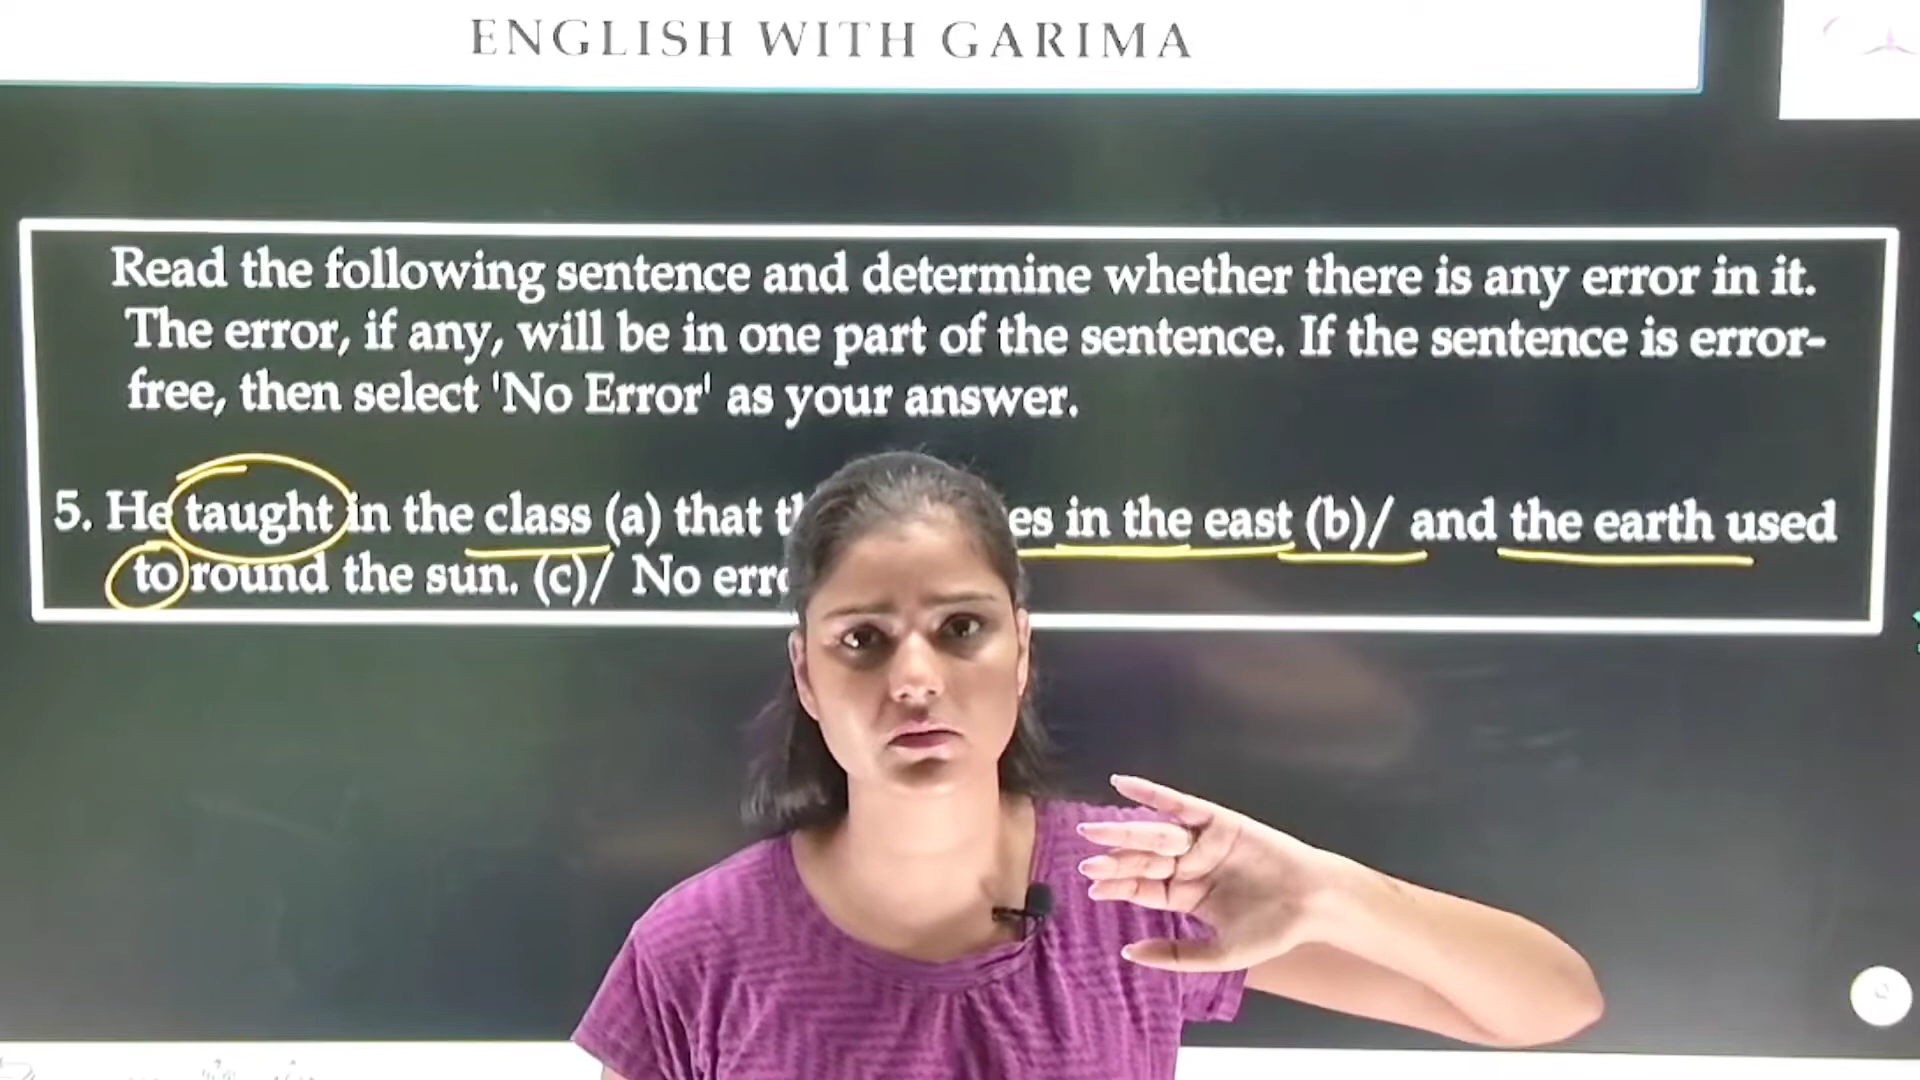 ENGLISH WITH GARIMA
Read the following sentence and determine whether there is any error in it.
The error, if any, will be in one part of the sentence. If the sentence is error-
free, then select 'No Error' as your answer.
5. He taught in the class (a) that in the east (b)/ and the earth used
to round the sun. (c)/ No